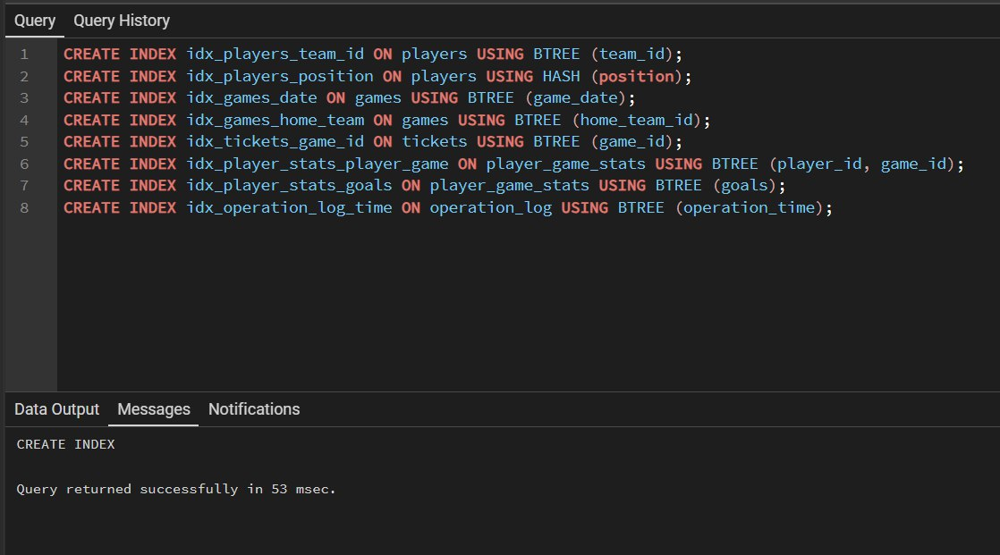 Query Query History
1 CREATE INDEX idx_players_team_id ON players USING BTREE (team_id);
2 CREATE INDEX idx_players_position ON players USING HASH (position);
3 CREATE INDEX idx_games_date ON games USING BTREE (game_date);
4 CREATE INDEX idx_games_home_team ON games USING BTREE (home_team_id);
5 CREATE INDEX idx_tickets_game_id ON tickets USING BTREE (game_id);
6 CREATE INDEX idx_player_stats_player_game ON player_game_stats USING BTREE (player_id, game_id);
7 CREATE INDEX idx_player_stats_goals ON player_game_stats USING BTREE (goals);
8 CREATE INDEX idx_operation_log_time ON operation_log USING BTREE (operation_time);
Data Output Messages Notifications
CREATE INDEX
Query returned successfully in 53 msec.